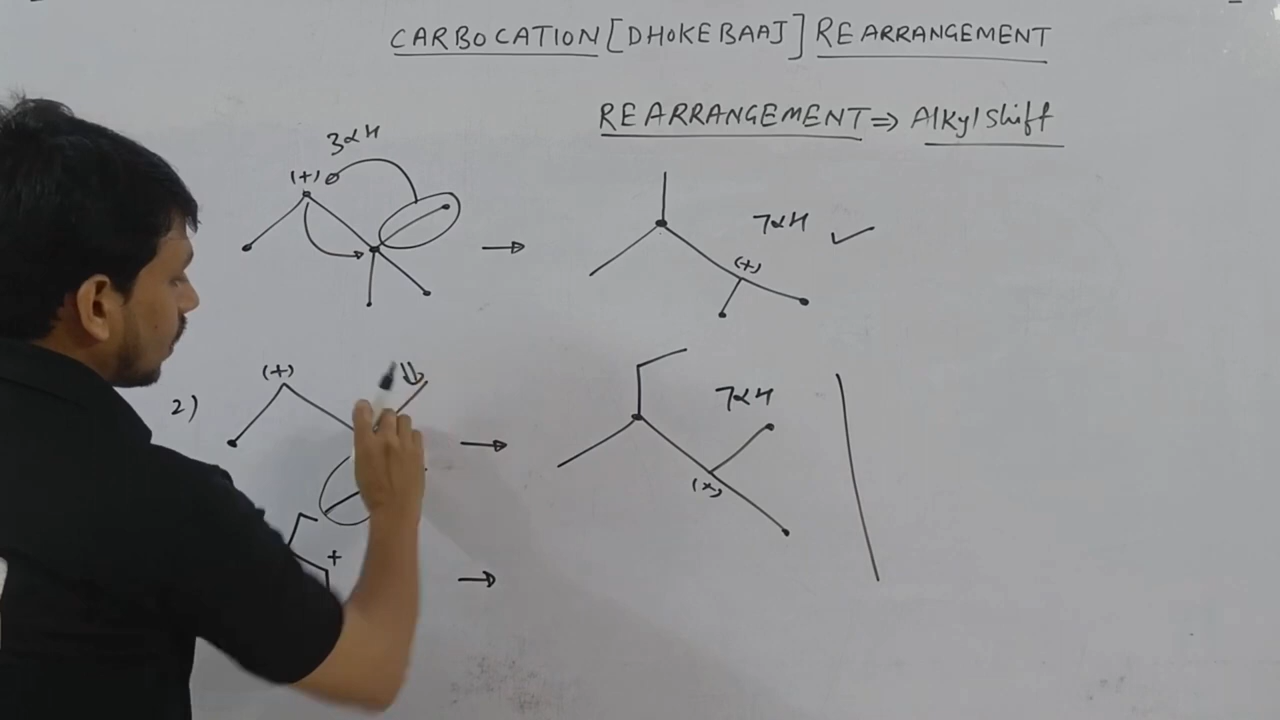 CARBOCATION [DHOKEBAAJ] REARRANGEMENT
REARRANGEMENT ⇒ Alkyl shift
3αH
(+)
→
7αH ✓
(+)
2)
(+)
⇓
→
7αH
(+)
+
→